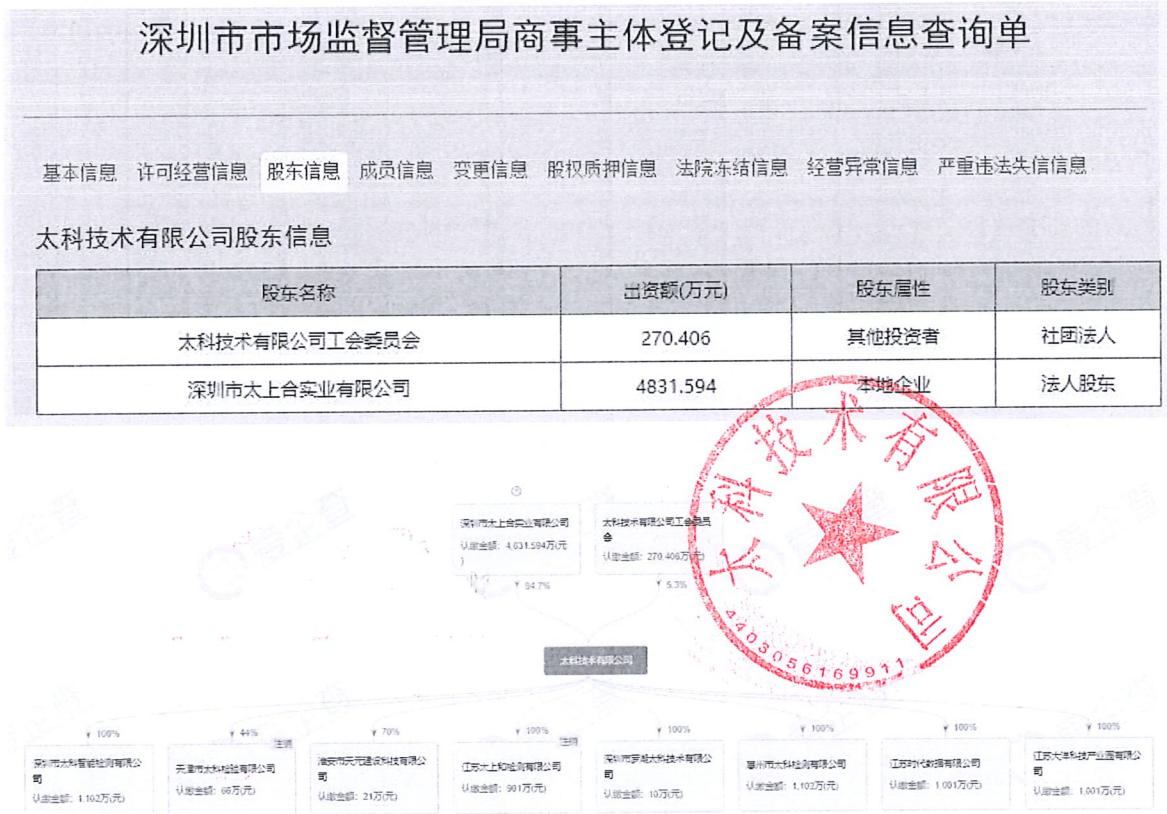 深圳市市场监督管理局商事主体登记及备案信息查询单
基本信息 许可经营信息 股东信息 成员信息 变更信息 股权质押信息 法院冻结信息 经营异常信息 严重违法失信信息
太科技术有限公司股东信息
股东名称 出资额(万元) 股东属性 股东类别
太科技术有限公司工会委员会 270.406 其他投资者 社团法人
深圳市太上合实业有限公司 4831.594 本地企业 法人股东
太科技术有限公司
4403056169911
深圳市太上合实业有限公司
认缴金额：4,831.594万(元
)
94.7%
太科技术有限公司工会委员
会
认缴金额：270.406万(元)
5.3%
太科技术有限公司
100%
深圳市太科智能检测有限公
司
认缴金额：1,102万(元)
44%
注销
天津市太科检验有限公司
认缴金额：66万(元)
70%
淮安市天元建设科技有限公
司
认缴金额：21万(元)
100%
注销
江苏太上和检测有限公司
认缴金额：901万(元)
100%
深圳市罗湖太科技术有限公
司
认缴金额：10万(元)
100%
惠州市太科检测有限公司
认缴金额：1,102万(元)
100%
江苏时代数据有限公司
认缴金额：1,001万(元)
100%
江苏大泽科技产业园有限公
司
认缴金额：1,001万(元)